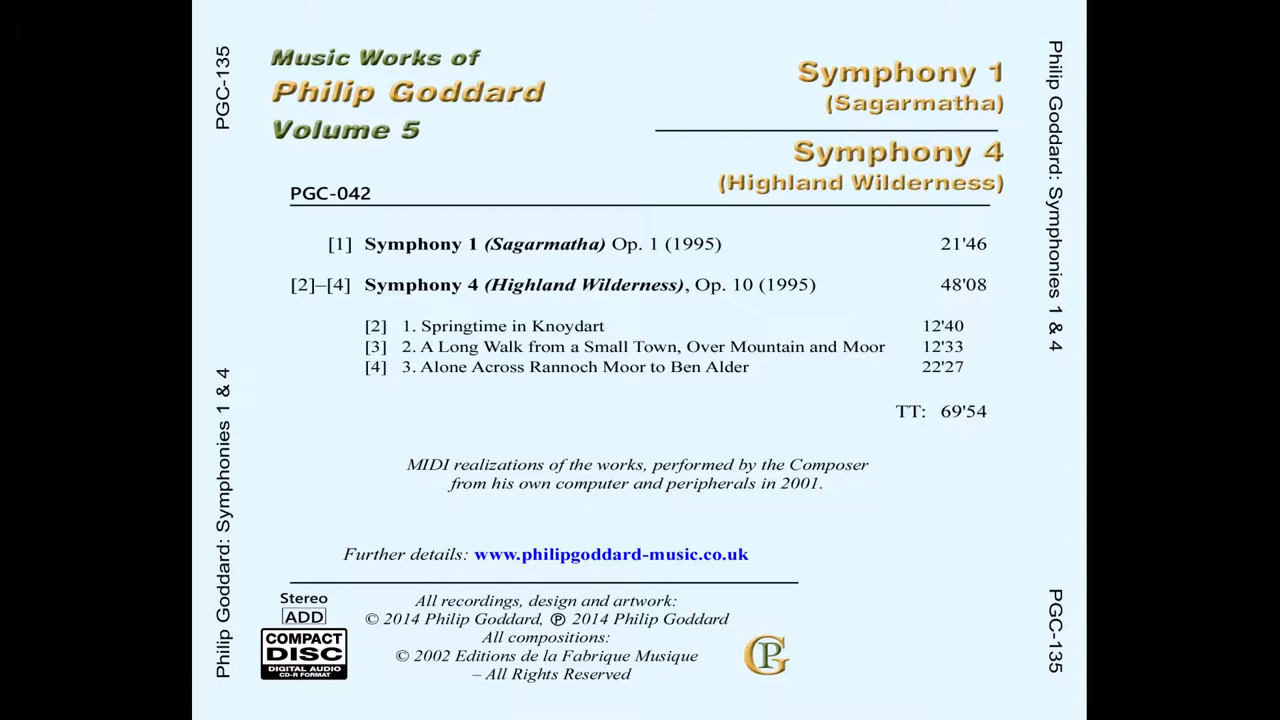 PGC-135
Philip Goddard: Symphonies 1 & 4
Music Works of
Philip Goddard
Volume 5
Symphony 1
(Sagarmatha)
Symphony 4
(Highland Wilderness)
PGC-042
[1] Symphony 1 (Sagarmatha) Op. 1 (1995) 21'46
[2]–[4] Symphony 4 (Highland Wilderness), Op. 10 (1995) 48'08
[2] 1. Springtime in Knoydart 12'40
[3] 2. A Long Walk from a Small Town, Over Mountain and Moor 12'33
[4] 3. Alone Across Rannoch Moor to Ben Alder 22'27
TT: 69'54
MIDI realizations of the works, performed by the Composer
from his own computer and peripherals in 2001.
Further details: www.philipgoddard-music.co.uk
Stereo
ADD
COMPACT
DISC
DIGITAL AUDIO
CD-R FORMAT
All recordings, design and artwork:
© 2014 Philip Goddard, ℗ 2014 Philip Goddard
All compositions:
© 2002 Editions de la Fabrique Musique
– All Rights Reserved
PG
Philip Goddard: Symphonies 1 & 4
PGC-135